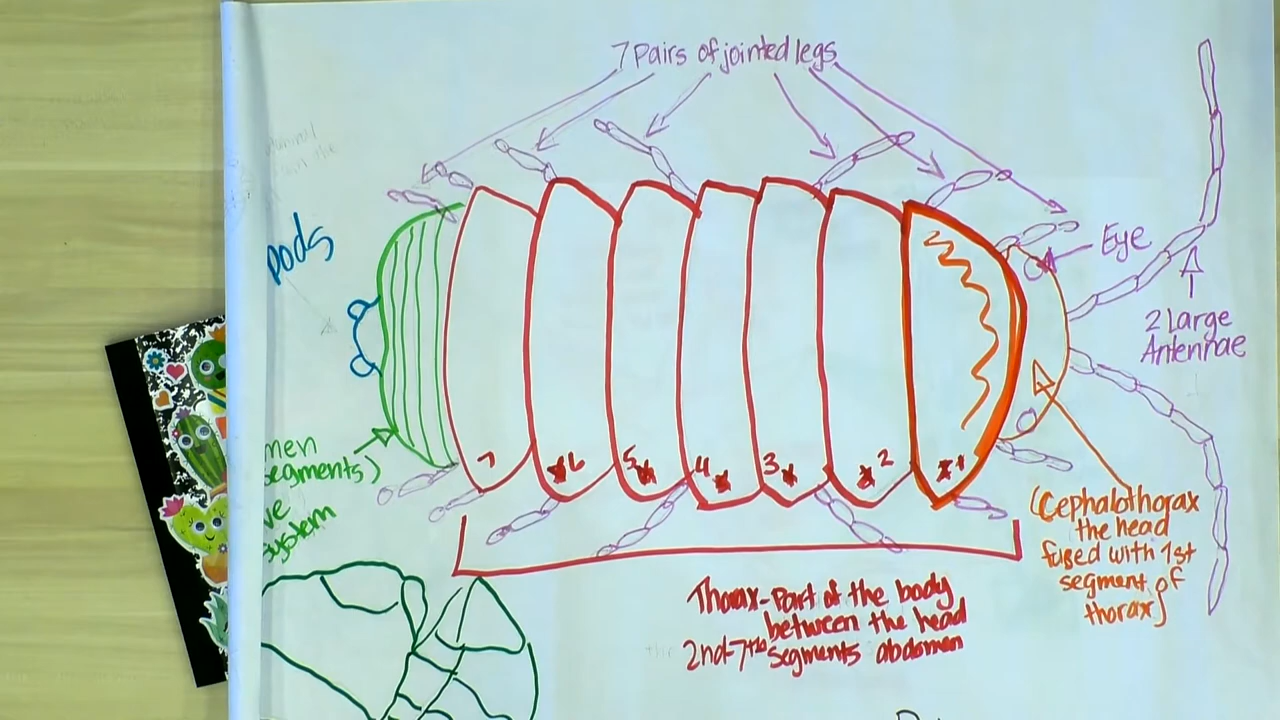 7 Pairs of jointed legs
Eye
2 Large
Antennae
pods
men
segments)
ve
system
7 6 5 4 3 2 1
(Cephalothorax
the head
fused with 1st
segment of
thorax)
Thorax-Part of the body
between the head
2nd-7th segments abdomen